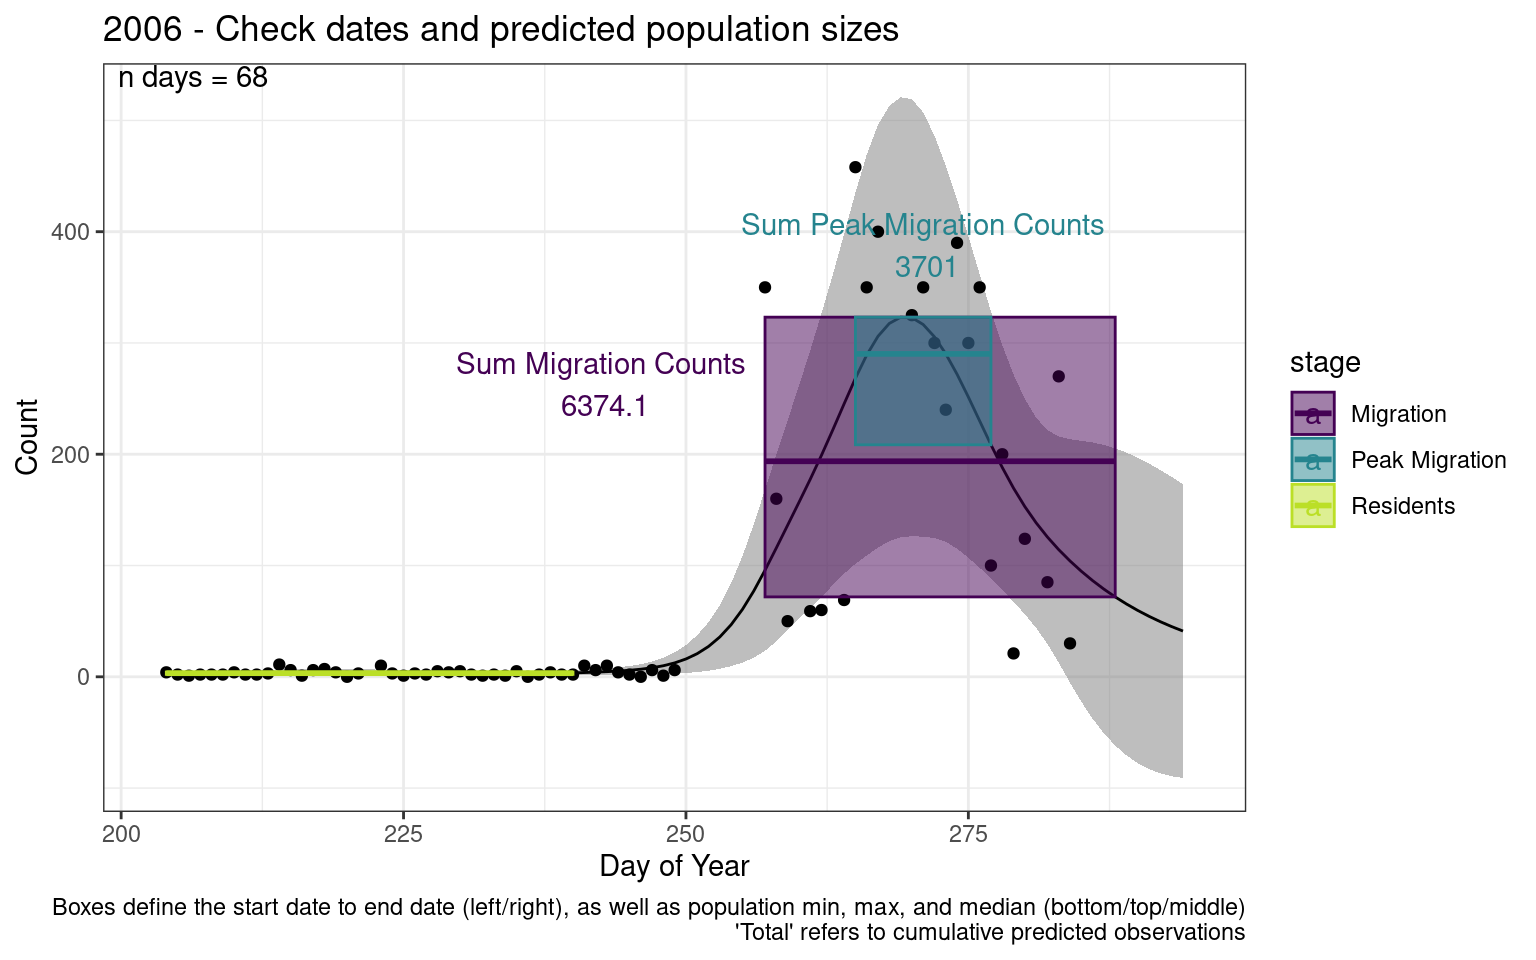 2006 - Check dates and predicted population sizes
n days = 68
Sum Peak Migration Counts
3701
Sum Migration Counts
6374.1
Count
400
200
0
200
225
250
275
Day of Year
stage
a Migration
a Peak Migration
a Residents
Boxes define the start date to end date (left/right), as well as population min, max, and median (bottom/top/middle)
'Total' refers to cumulative predicted observations